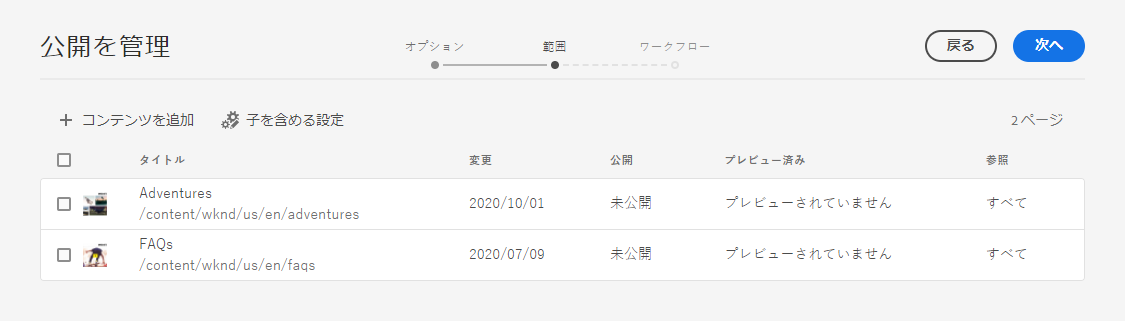 公開を管理
オプション 範囲 ワークフロー
戻る 次へ
コンテンツを追加 子を含める設定 2 ページ
タイトル 変更 公開 プレビュー済み 参照
Adventures
/content/wknd/us/en/adventures 2020/10/01 未公開 プレビューされていません すべて
FAQs
/content/wknd/us/en/faqs 2020/07/09 未公開 プレビューされていません すべて